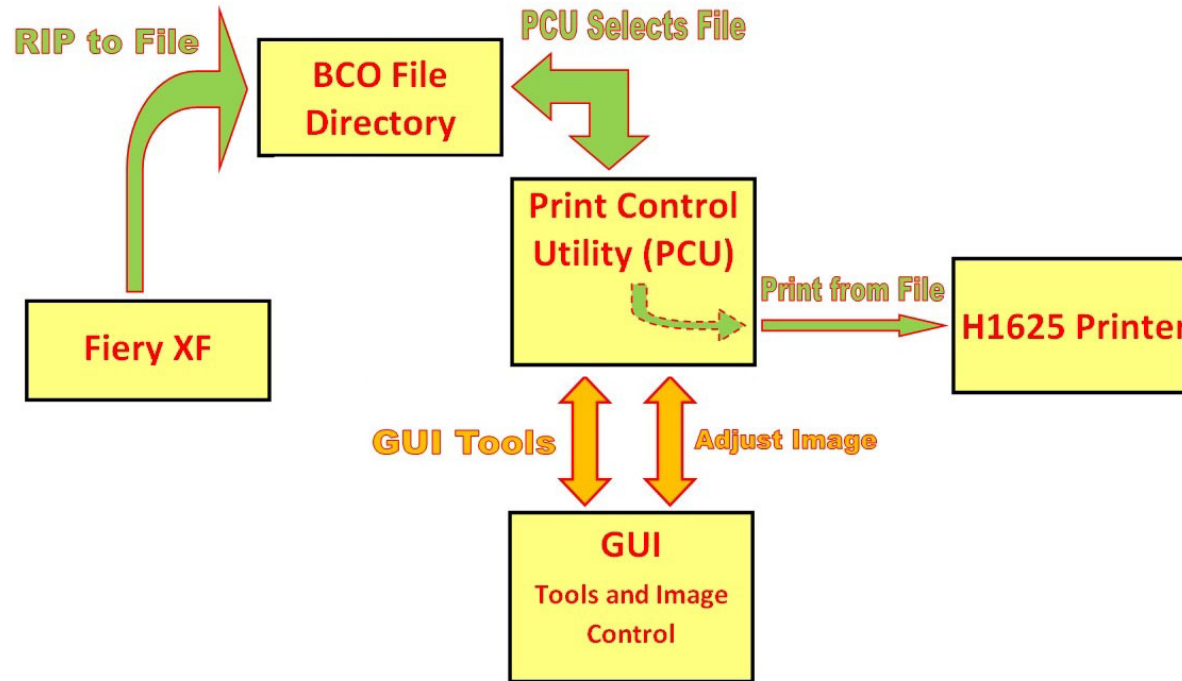 RIP to File
PCU Selects File
BCO File
Directory
Print Control
Utility (PCU)
Print from File
Fiery XF
H1625 Printer
GUI Tools
Adjust Image
GUI
Tools and Image
Control